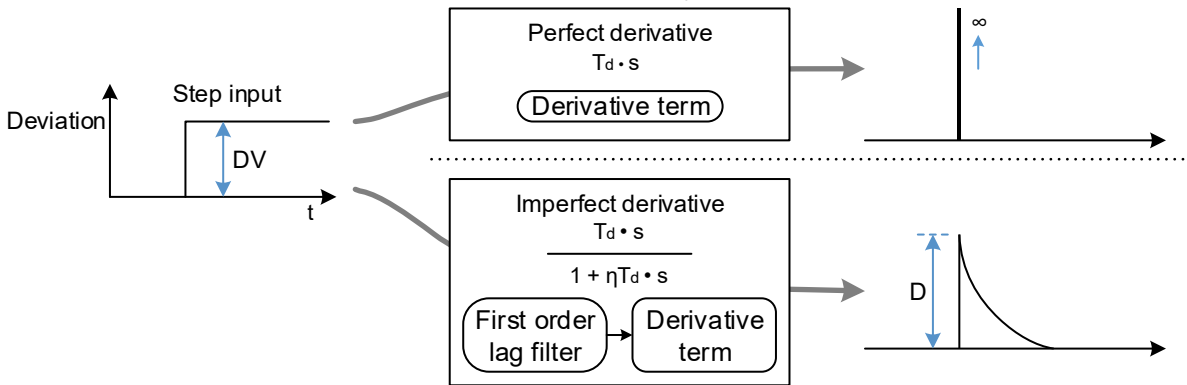 Deviation
Step input
DV
t
Perfect derivative
Td • s
Derivative term
∞
Imperfect derivative
Td • s
1 + ηTd • s
First order
lag filter
Derivative
term
D